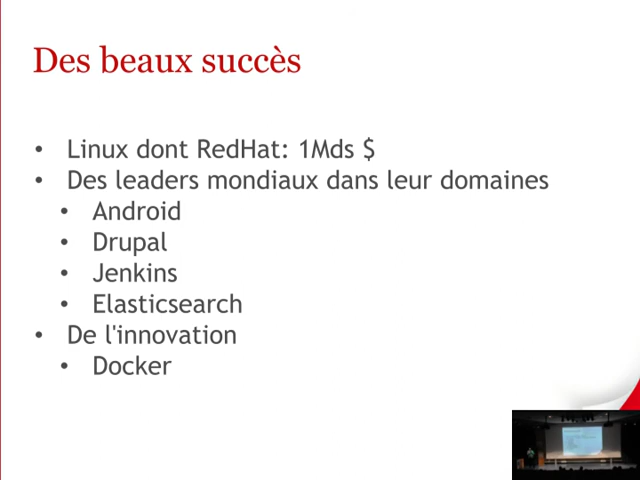 Des beaux succès
• Linux dont RedHat: 1Mds $
• Des leaders mondiaux dans leur domaines
• Android
• Drupal
• Jenkins
• Elasticsearch
• De l'innovation
• Docker